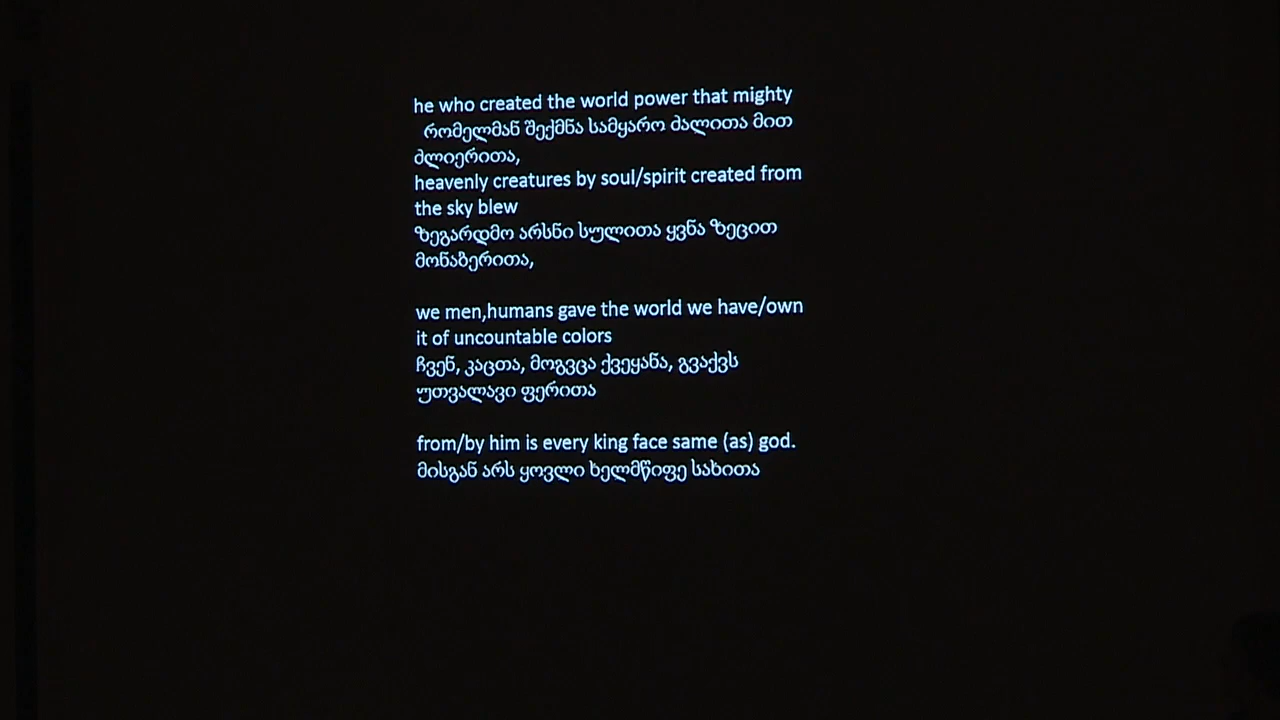 he who created the world power that mighty
რომელმან შექმნა სამყარო ძალითა მით
ძლიერითა,
heavenly creatures by soul/spirit created from
the sky blew
ზეგარდმო არსნი სულითა ყვნა ზეცით
მონაბერითა,
we men,humans gave the world we have/own
it of uncountable colors
ჩვენ, კაცთა, მოგვცა ქვეყანა, გვაქვს
უთვალავი ფერითა
from/by him is every king face same (as) god.
მისგან არს ყოვლი ხელმწიფე სახითა